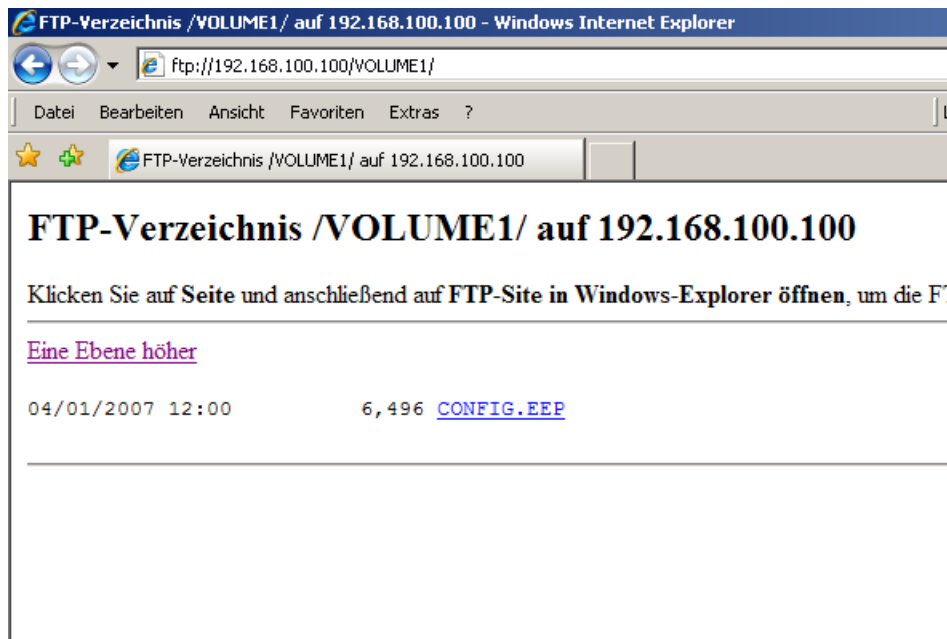 FTP-Verzeichnis /VOLUME1/ auf 192.168.100.100 - Windows Internet Explorer
ftp://192.168.100.100/VOLUME1/
Datei Bearbeiten Ansicht Favoriten Extras ?
FTP-Verzeichnis /VOLUME1/ auf 192.168.100.100
FTP-Verzeichnis /VOLUME1/ auf 192.168.100.100
Klicken Sie auf Seite und anschließend auf FTP-Site in Windows-Explorer öffnen, um die
Eine Ebene höher
04/01/2007 12:00 6,496 CONFIG.EEP